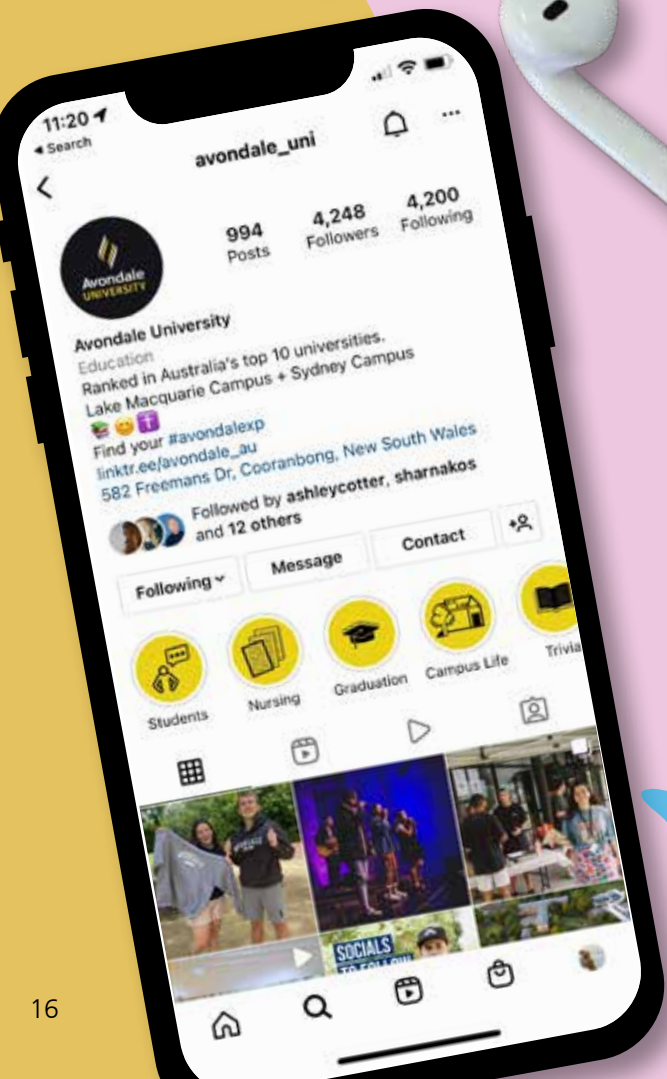 11:20
Search
avondale_uni
994
Posts
4,248
Followers
4,200
Following
Avondale
UNIVERSITY
Avondale University
Education
Ranked in Australia's top 10 universities.
Lake Macquarie Campus + Sydney Campus
Find your #avondalexp
linktr.ee/avondale_au
582 Freemans Dr, Cooranbong, New South Wales
Followed by ashleycotter, sharnakos
and 12 others
Following
Message
Contact
Students
Nursing
Graduation
Campus Life
Trivia
SOCIALS
TO FOLLOW
16